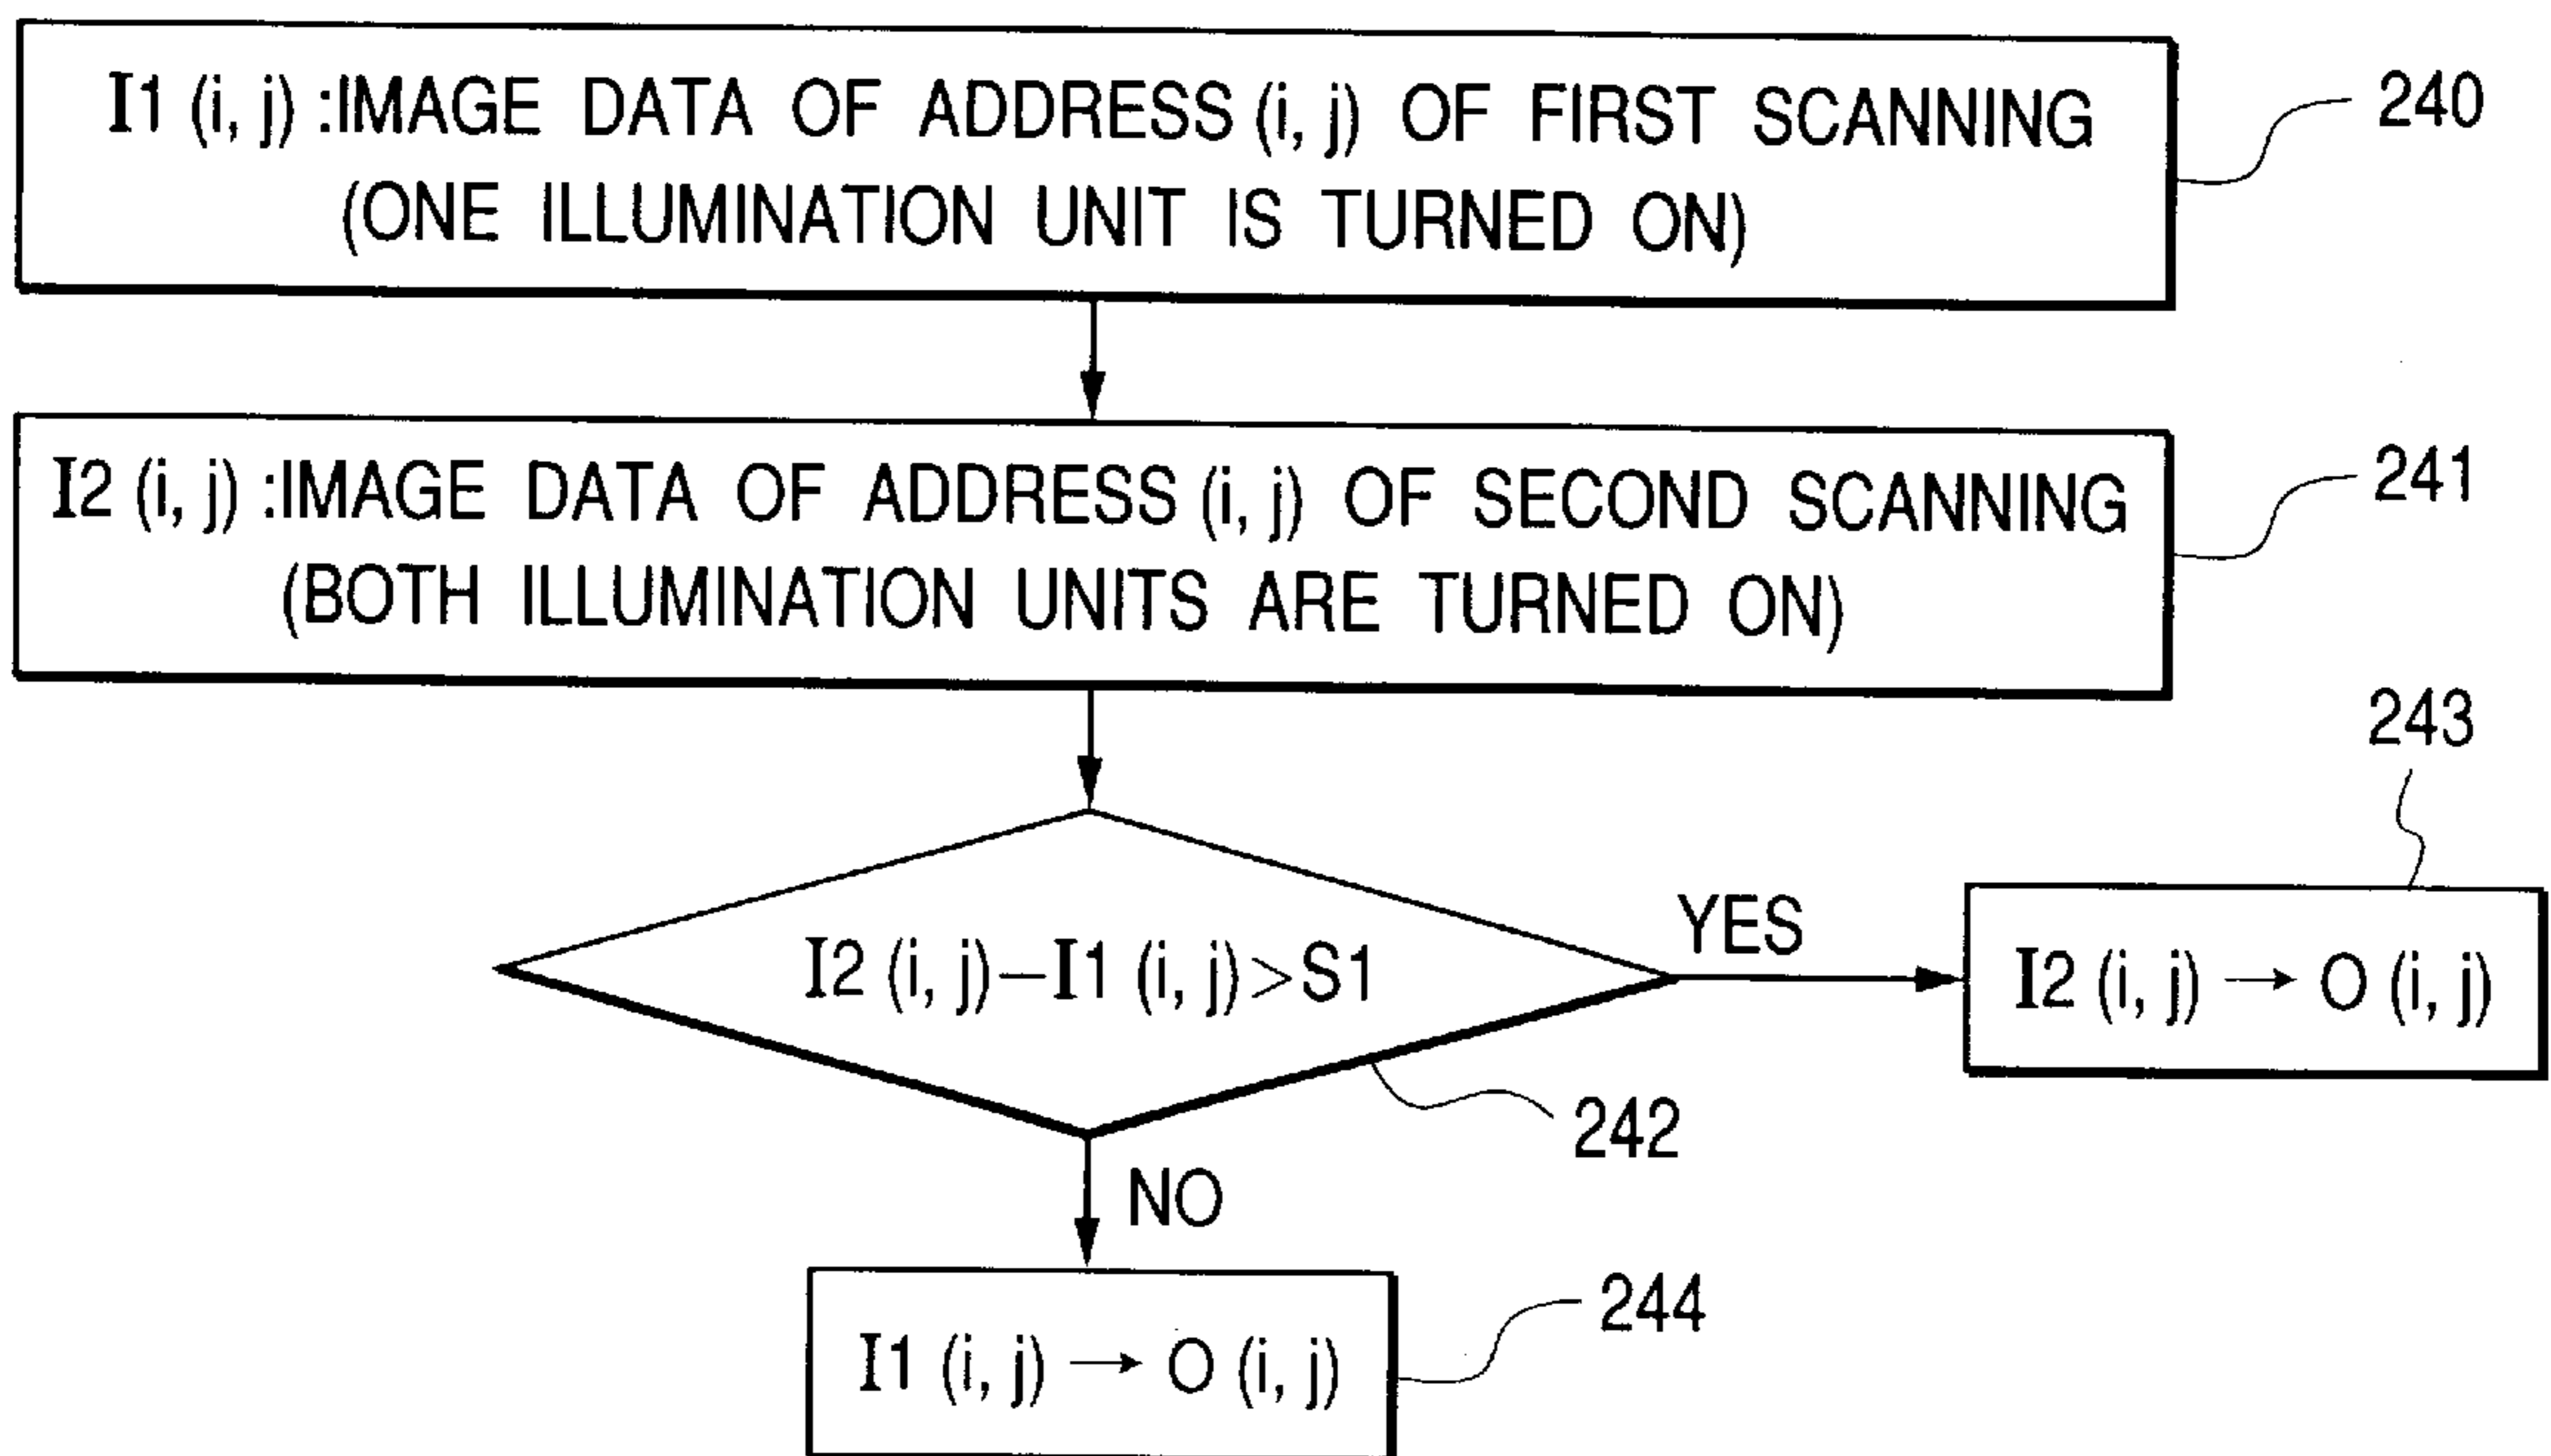 I1 (i, j) :IMAGE DATA OF ADDRESS (i, j) OF FIRST SCANNING
(ONE ILLUMINATION UNIT IS TURNED ON)
240
I2 (i, j) :IMAGE DATA OF ADDRESS (i, j) OF SECOND SCANNING
(BOTH ILLUMINATION UNITS ARE TURNED ON)
241
I2 (i, j)−I1 (i, j)>S1
242
YES
243
I2 (i, j) → O (i, j)
NO
I1 (i, j) → O (i, j)
244